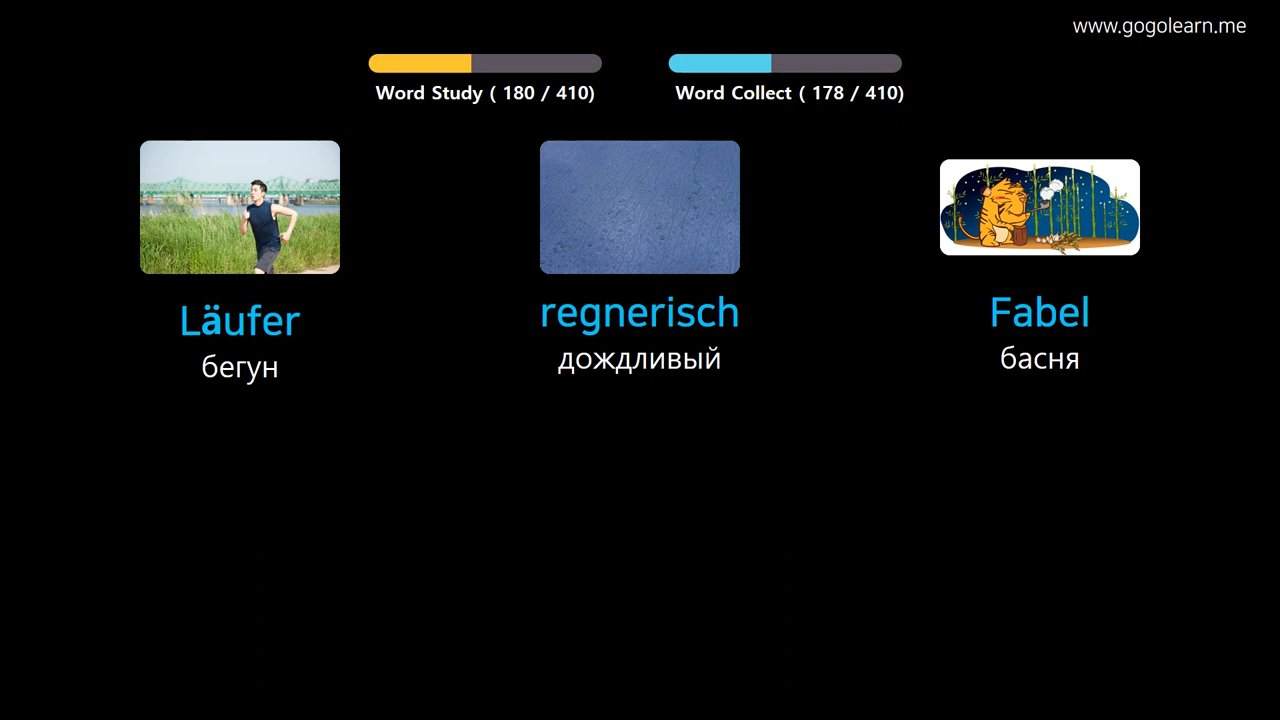 www.gogolearn.me
Word Study ( 180 / 410)
Word Collect ( 178 / 410)
Läufer
бегун
regnerisch
дождливый
Fabel
басня